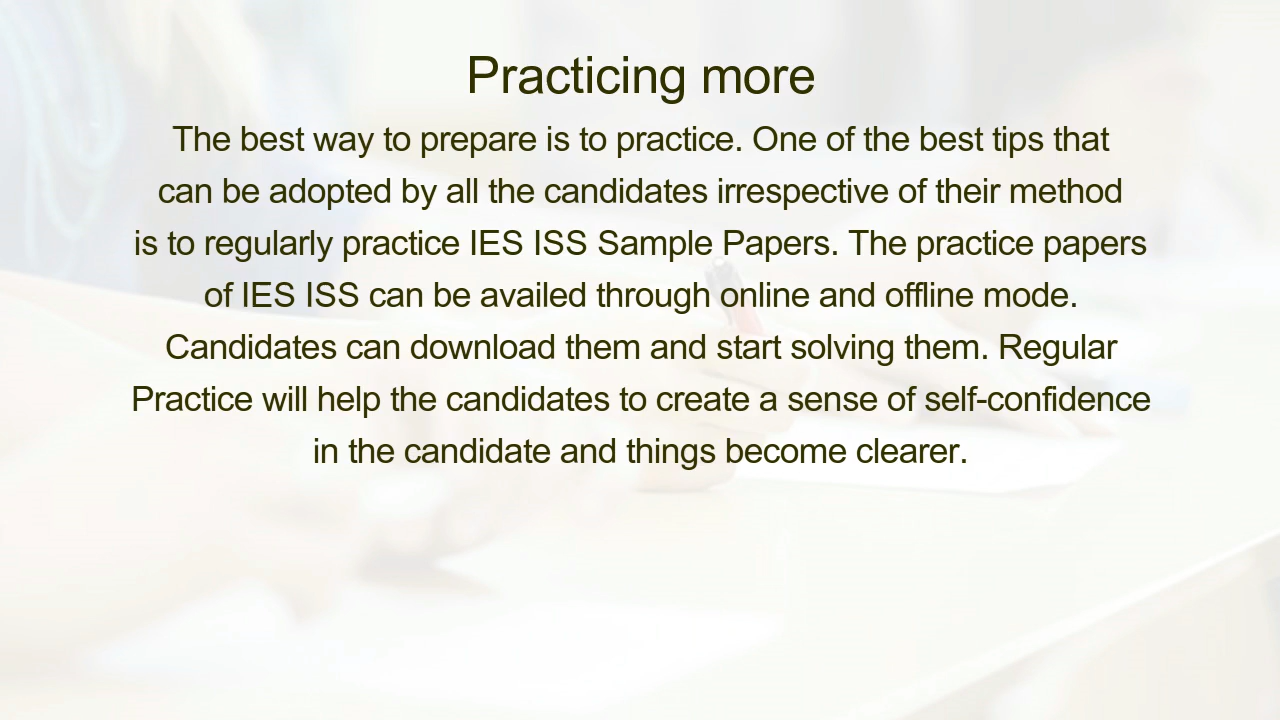 Practicing more
The best way to prepare is to practice. One of the best tips that
can be adopted by all the candidates irrespective of their method
is to regularly practice IES ISS Sample Papers. The practice papers
of IES ISS can be availed through online and offline mode.
Candidates can download them and start solving them. Regular
Practice will help the candidates to create a sense of self-confidence
in the candidate and things become clearer.